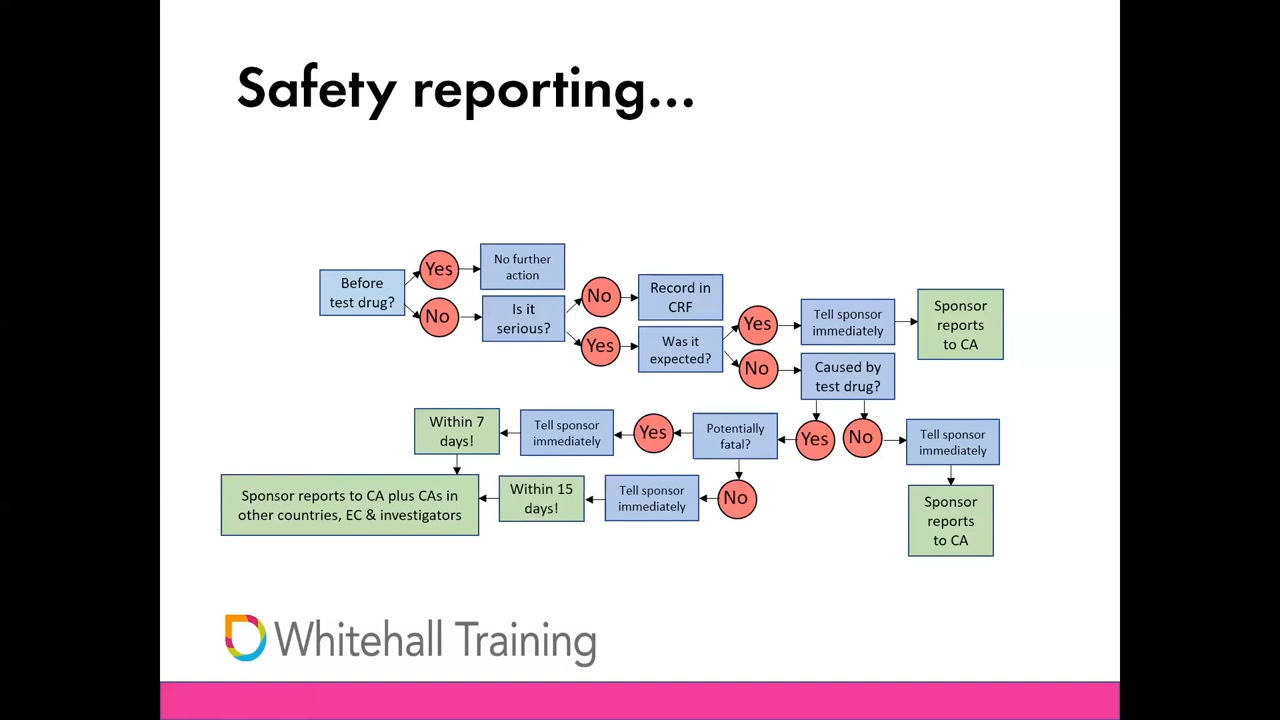 Safety reporting...
Before
test drug?
Yes
No further
action
No
Is it
serious?
No
Record in
CRF
Yes
Was it
expected?
Yes
Tell sponsor
immediately
Sponsor
reports
to CA
No
Caused by
test drug?
Yes
No
Tell sponsor
immediately
Sponsor
reports
to CA
Potentially
fatal?
Yes
Tell sponsor
immediately
Within 7
days!
No
Tell sponsor
immediately
Within 15
days!
Sponsor reports to CA plus CAs in
other countries, EC & investigators
Whitehall Training